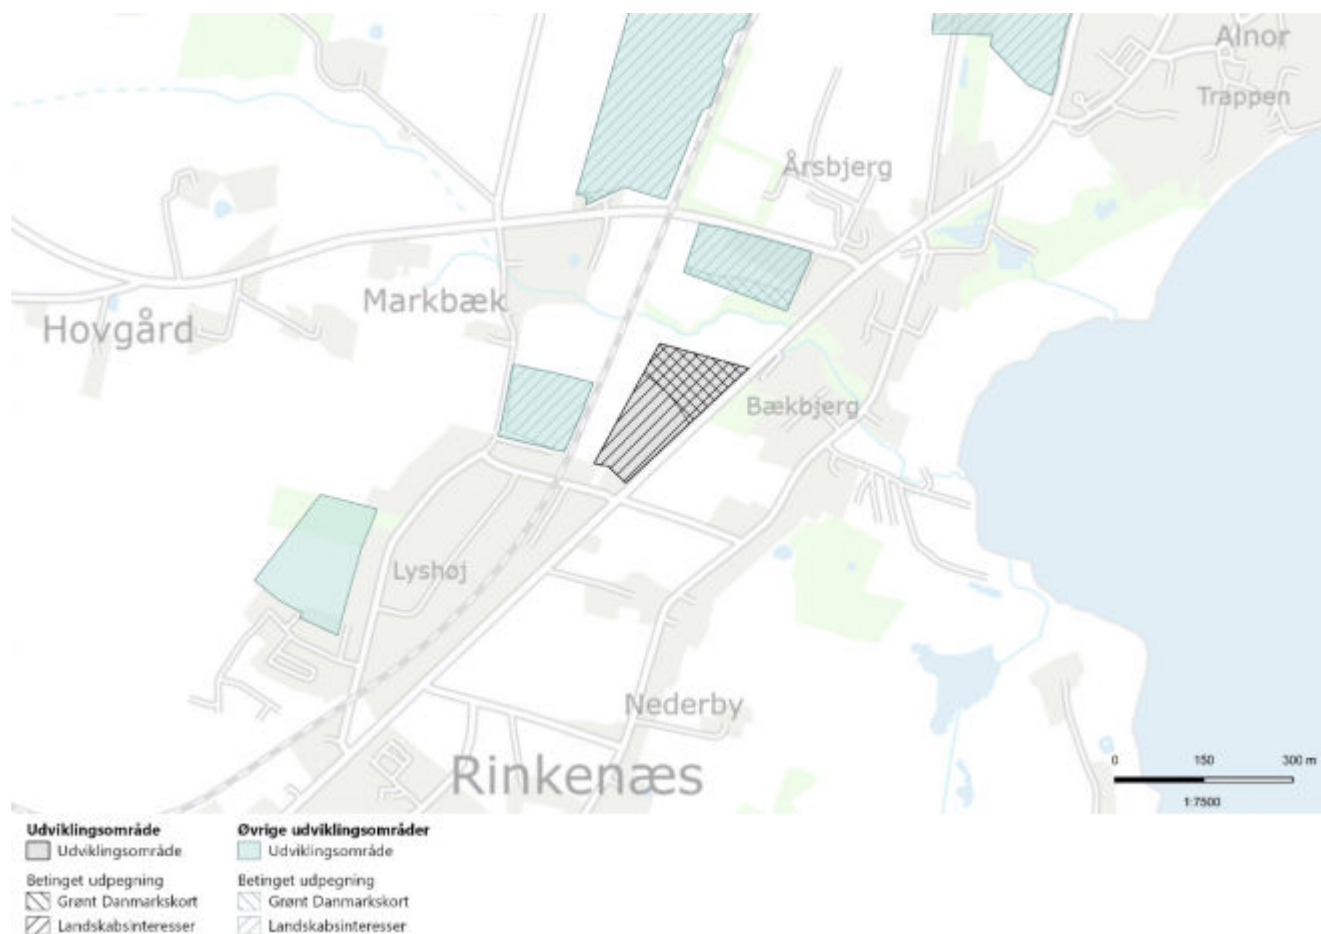 Alnor
Trappen
Årsbjerg
Markbæk
Hovgård
Bækbjerg
Lyshøj
Nederby
Rinkenæs
0 150 300 m
1:7500
Udviklingsområde Øvrige udviklingsområder
Udviklingsområde Udviklingsområde
Betinget udpegning Betinget udpegning
Grønt Danmarkskort Grønt Danmarkskort
Landskabsinteresser Landskabsinteresser